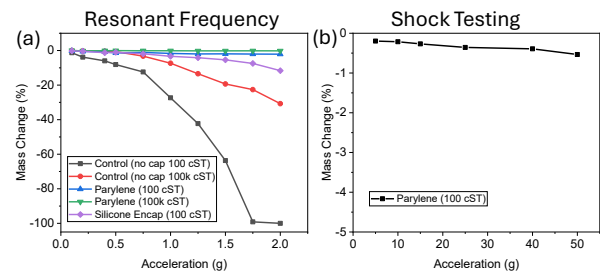 Resonant Frequency
Shock Testing
(a)
(b)
Mass Change (%)
0
-20
-40
-60
-80
-100
Control (no cap 100 cST)
Control (no cap 100k cST)
Parylene (100 cST)
Parylene (100k cST)
Silicone Encap (100 cST)
0.0 0.5 1.0 1.5 2.0
Acceleration (g)
Mass Change (%)
0
-1
-2
-3
-4
-5
Parylene (100 cST)
0 10 20 30 40 50
Acceleration (g)